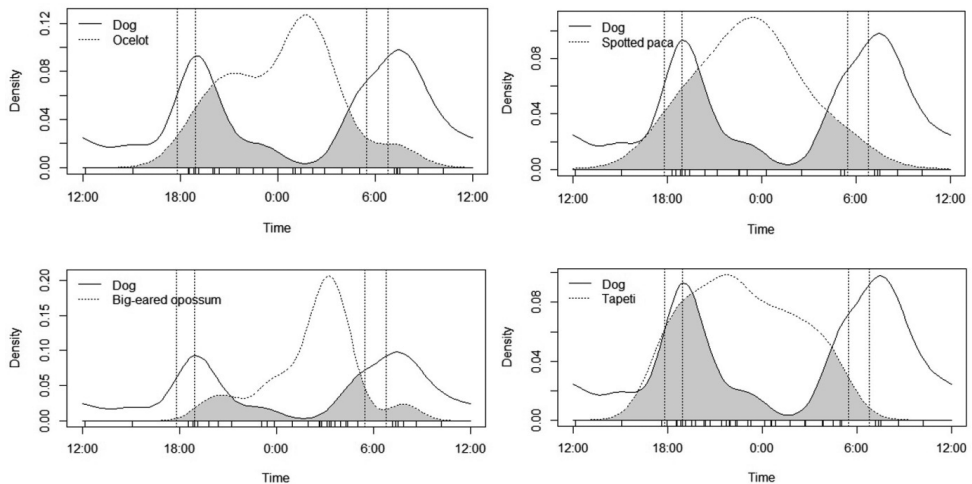 Dog
Ocelot
Density
0.00 0.04 0.08 0.12
12:00 18:00 0:00 6:00 12:00
Time
Dog
Spotted paca
Density
0.00 0.04 0.08
12:00 18:00 0:00 6:00 12:00
Time
Dog
Big-eared opossum
Density
0.00 0.05 0.10 0.15 0.20
12:00 18:00 0:00 6:00 12:00
Time
Dog
Tapeti
Density
0.00 0.04 0.08
12:00 18:00 0:00 6:00 12:00
Time